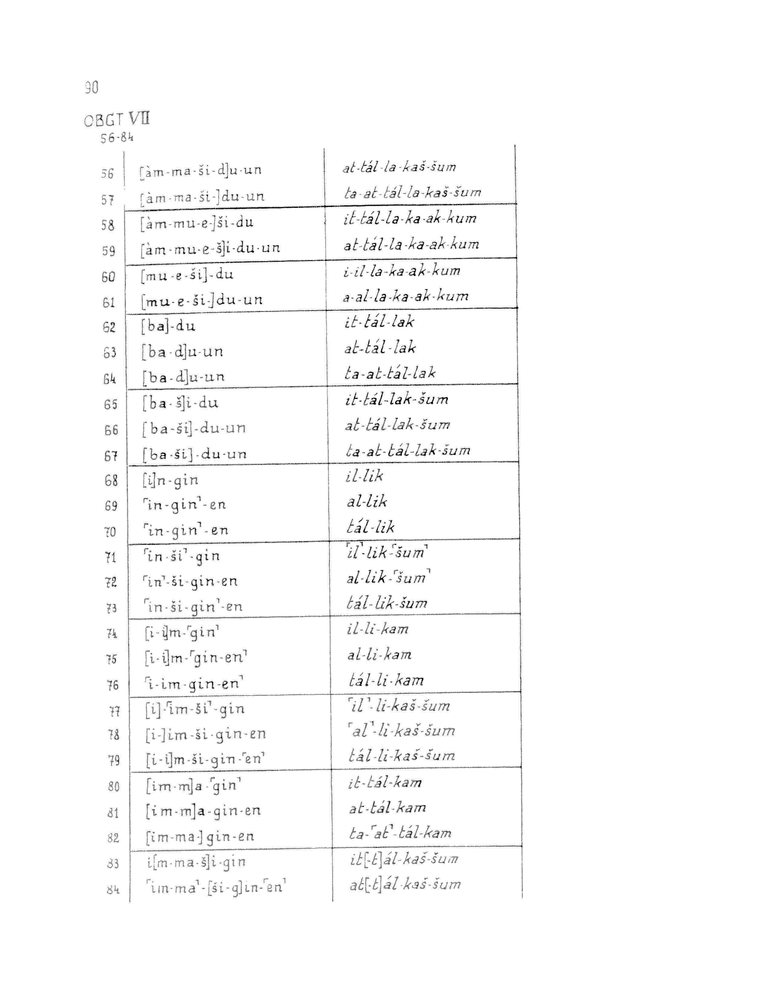 90
OBGT VII
56-84
56 [àm-ma-ši-d]u-un at-tál-la-kaš-šum
57 [àm-ma-ši-]du-un ta-at-tál-la-kaš-šum
58 [àm-mu-e-]ši-du it-tál-la-ka-ak-kum
59 [àm-mu-e-š]i-du-un at-tál-la-ka-ak-kum
60 [mu-e-ši]-du i-il-la-ka-ak-kum
61 [mu-e-ši-]du-un a-al-la-ka-ak-kum
62 [ba]-du it-tál-lak
63 [ba-d]u-un at-tál-lak
64 [ba-d]u-un ta-at-tál-lak
65 [ba-š]i-du it-tál-lak-šum
66 [ba-ši]-du-un at-tál-lak-šum
67 [ba-ši]-du-un ta-at-tál-lak-šum
68 [i]n-gin il-lik
69 ⸢in-gin⸣-en al-lik
70 ⸢in-gin⸣-en tál-lik
71 ⸢in-ši⸣-gin ⸢il⸣-lik-⸢šum⸣
72 ⸢in⸣-ši-gin-en al-lik-⸢šum⸣
73 ⸢in-ši-gin⸣-en tál-lik-šum
74 [i-i]m-⸢gin⸣ il-li-kam
75 [i-i]m-⸢gin-en⸣ al-li-kam
76 ⸢i-im-gin-en⸣ tál-li-kam
77 [i]-⸢im-ši⸣-gin ⸢il⸣-li-kaš-šum
78 [i-]im-ši-gin-en ⸢al⸣-li-kaš-šum
79 [i-i]m-ši-gin-⸢en⸣ tál-li-kaš-šum
80 [im-m]a-⸢gin⸣ it-tál-kam
81 [im-m]a-gin-en at-tál-kam
82 [im-ma-]gin-en ta-⸢at⸣-tál-kam
83 i[m-ma-š]i-gin it[-t]ál-kaš-šum
84 ⸢im-ma⸣-[ši-g]in-⸢en⸣ at[-t]ál-kaš-šum